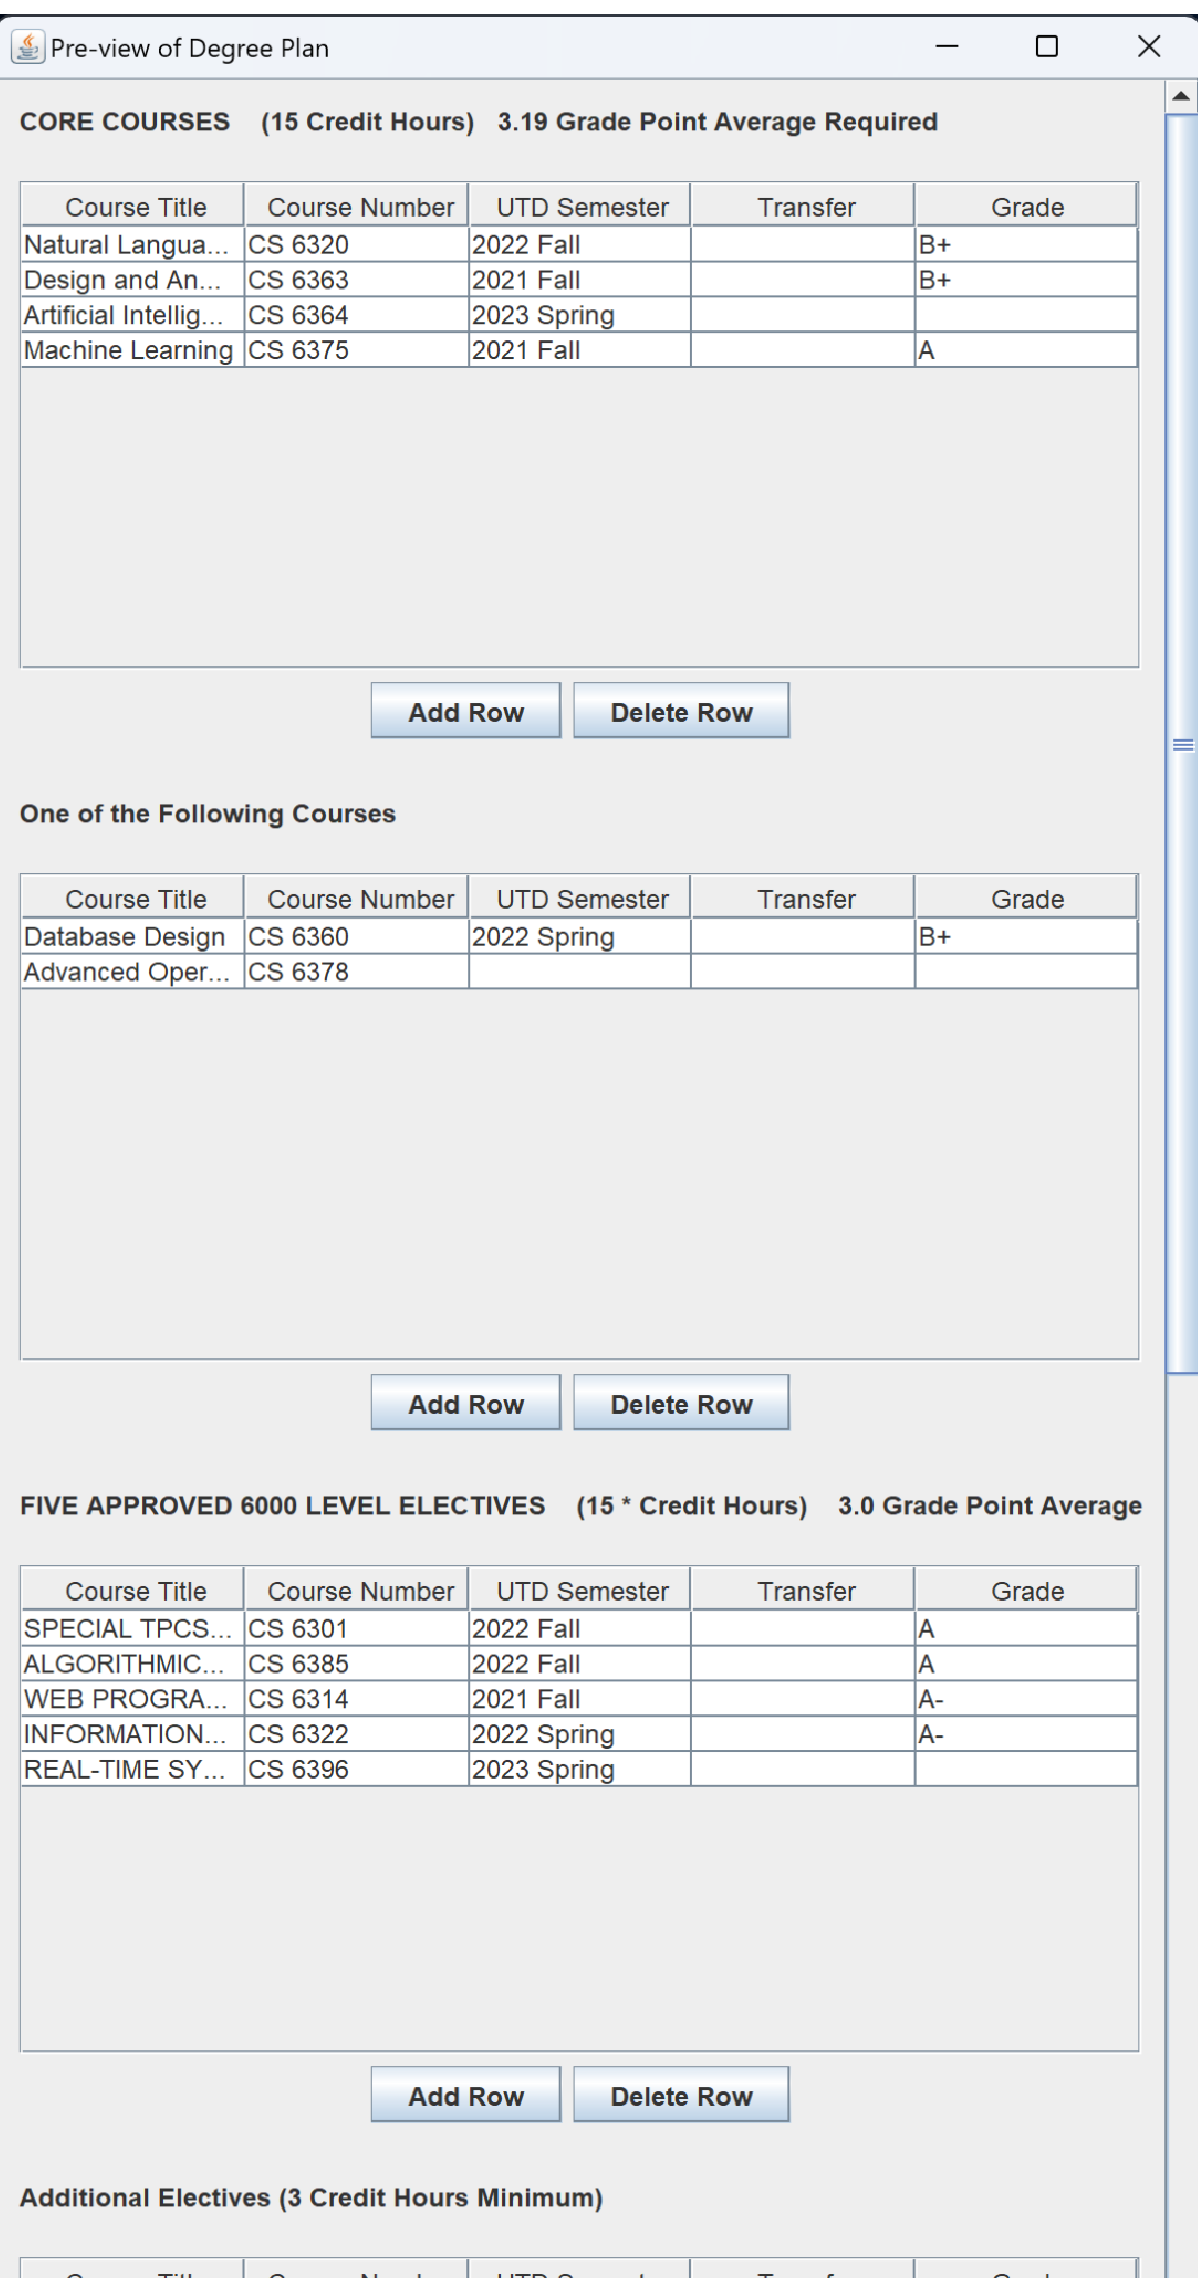 Pre-view of Degree Plan
CORE COURSES (15 Credit Hours) 3.19 Grade Point Average Required
Course Title Course Number UTD Semester Transfer Grade
Natural Langua... CS 6320 2022 Fall B+
Design and An... CS 6363 2021 Fall B+
Artificial Intellig... CS 6364 2023 Spring
Machine Learning CS 6375 2021 Fall A
Add Row Delete Row
One of the Following Courses
Course Title Course Number UTD Semester Transfer Grade
Database Design CS 6360 2022 Spring B+
Advanced Oper... CS 6378
Add Row Delete Row
FIVE APPROVED 6000 LEVEL ELECTIVES (15 * Credit Hours) 3.0 Grade Point Average
Course Title Course Number UTD Semester Transfer Grade
SPECIAL TPCS... CS 6301 2022 Fall A
ALGORITHMIC... CS 6385 2022 Fall A
WEB PROGRA... CS 6314 2021 Fall A-
INFORMATION... CS 6322 2022 Spring A-
REAL-TIME SY... CS 6396 2023 Spring
Add Row Delete Row
Additional Electives (3 Credit Hours Minimum)